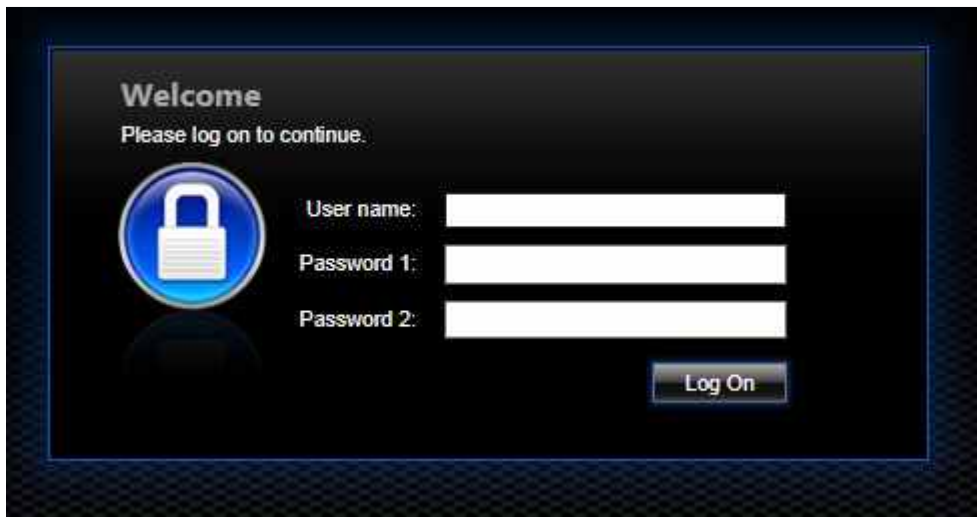 Welcome
Please log on to continue.
User name:
Password 1:
Password 2:
Log On